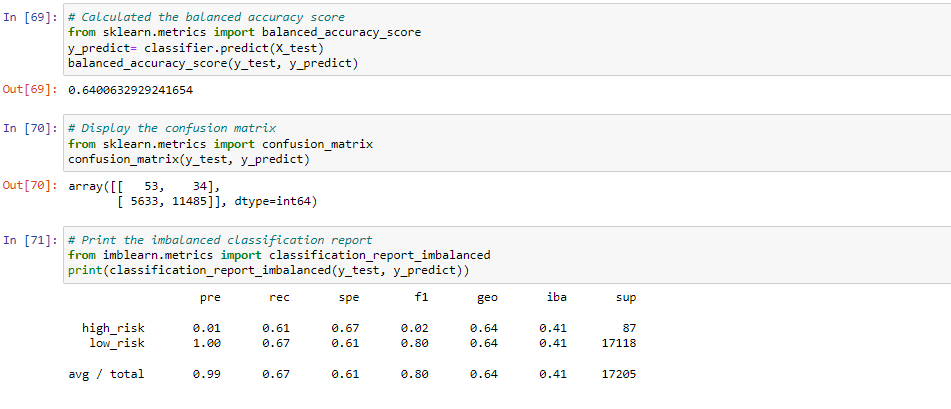 In [69]: # Calculated the balanced accuracy score
from sklearn.metrics import balanced_accuracy_score
y_predict= classifier.predict(X_test)
balanced_accuracy_score(y_test, y_predict)
Out[69]: 0.6400632929241654
In [70]: # Display the confusion matrix
from sklearn.metrics import confusion_matrix
confusion_matrix(y_test, y_predict)
Out[70]: array([[   53,    34],
       [ 5633, 11485]], dtype=int64)
In [71]: # Print the imbalanced classification report
from imblearn.metrics import classification_report_imbalanced
print(classification_report_imbalanced(y_test, y_predict))
pre rec spe f1 geo iba sup
high_risk 0.01 0.61 0.67 0.02 0.64 0.41 87
low_risk 1.00 0.67 0.61 0.80 0.64 0.41 17118
avg / total 0.99 0.67 0.61 0.80 0.64 0.41 17205